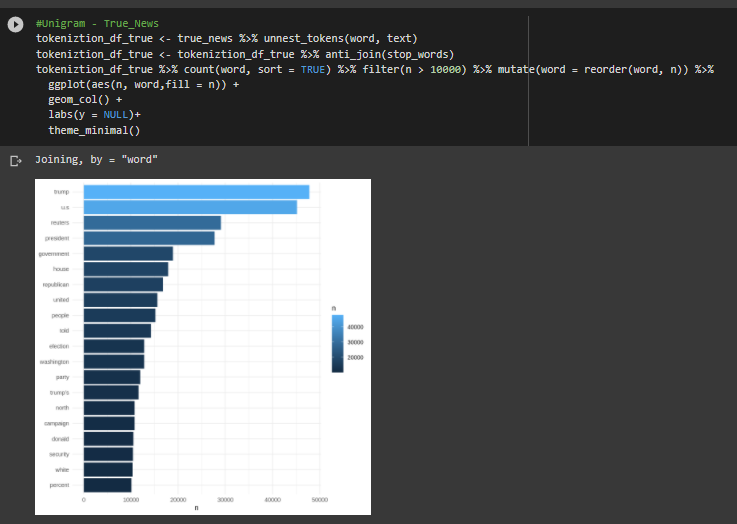 #Unigram - True_News
tokeniztion_df_true <- true_news %>% unnest_tokens(word, text)
tokeniztion_df_true <- tokeniztion_df_true %>% anti_join(stop_words)
tokeniztion_df_true %>% count(word, sort = TRUE) %>% filter(n > 10000) %>% mutate(word = reorder(word, n)) %>%
ggplot(aes(n, word,fill = n)) +
geom_col() +
labs(y = NULL)+
theme_minimal()
Joining, by = "word"
trump
u.s
reuters
president
government
house
republican
united
people
told
election
washington
party
trump's
north
campaign
donald
security
white
percent
0 10000 20000 30000 40000 50000
n
n
40000
30000
20000